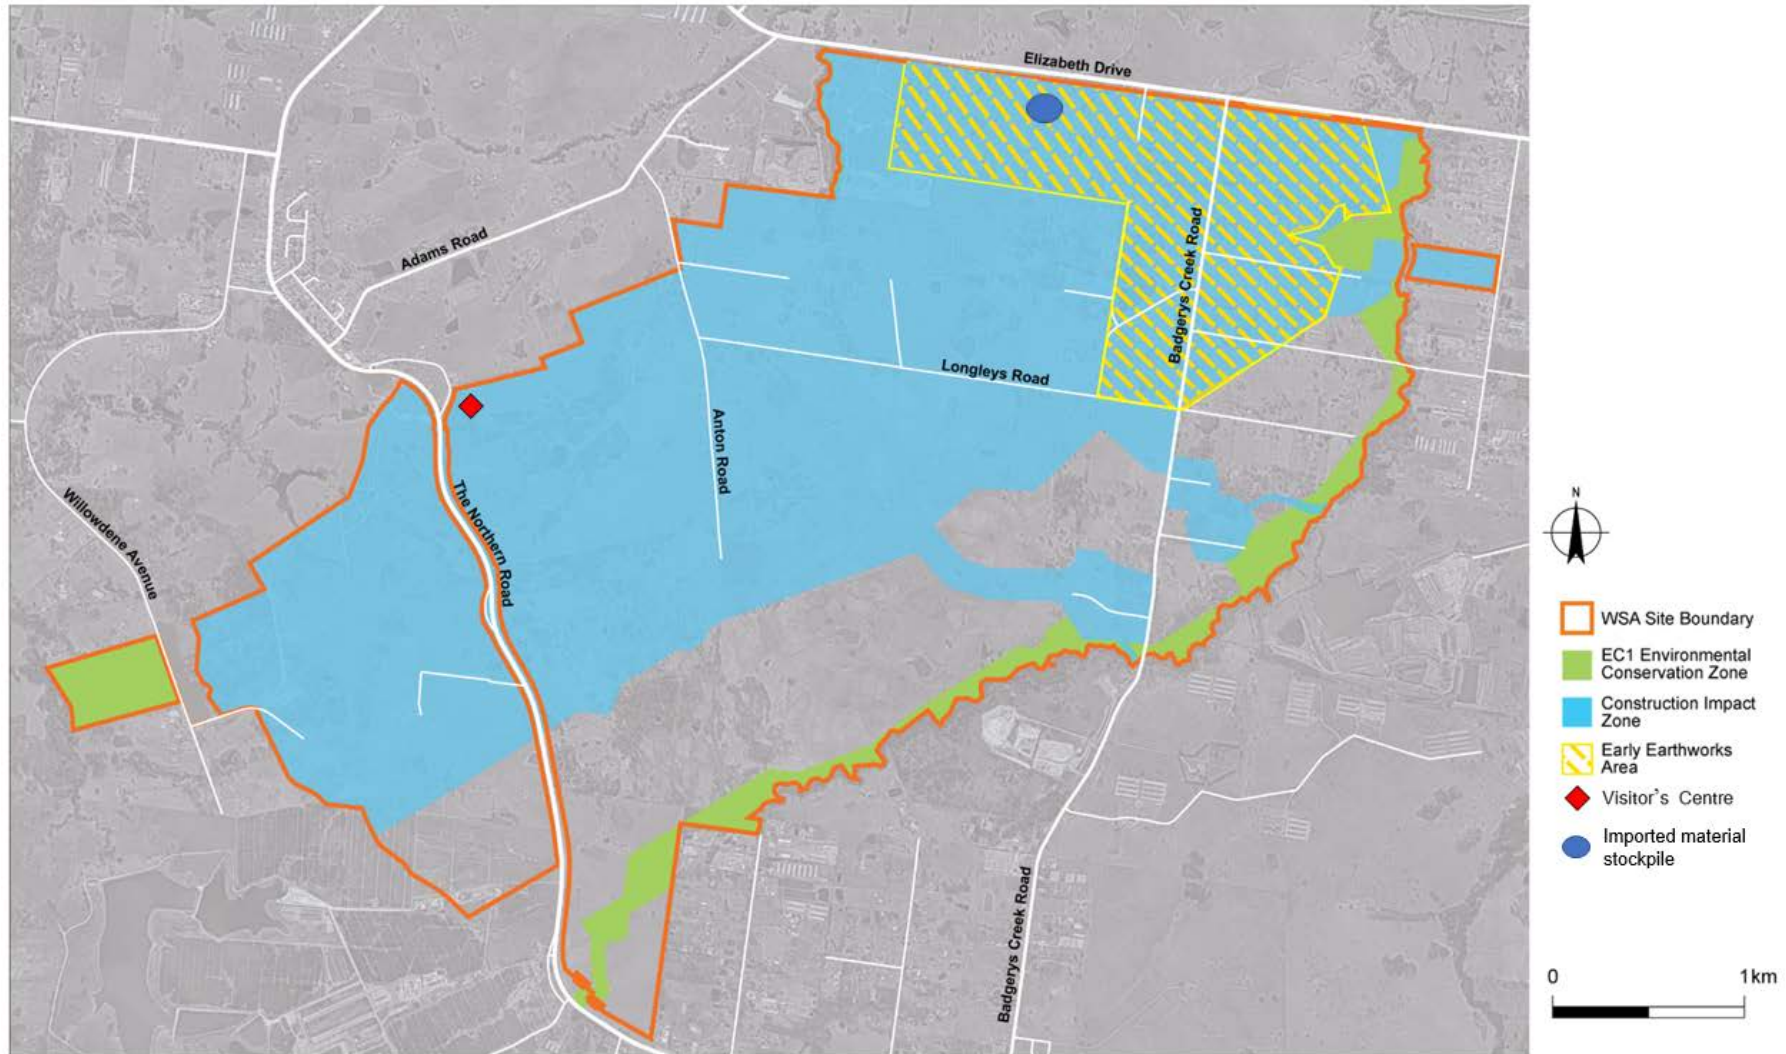 Elizabeth Drive
Adams Road
Badgerys Creek Road
Longleys Road
Anton Road
The Northern Road
Willowdene Avenue
Badgerys Creek Road
N
WSA Site Boundary
EC1 Environmental
Conservation Zone
Construction Impact
Zone
Early Earthworks
Area
Visitor's Centre
Imported material
stockpile
0 1km